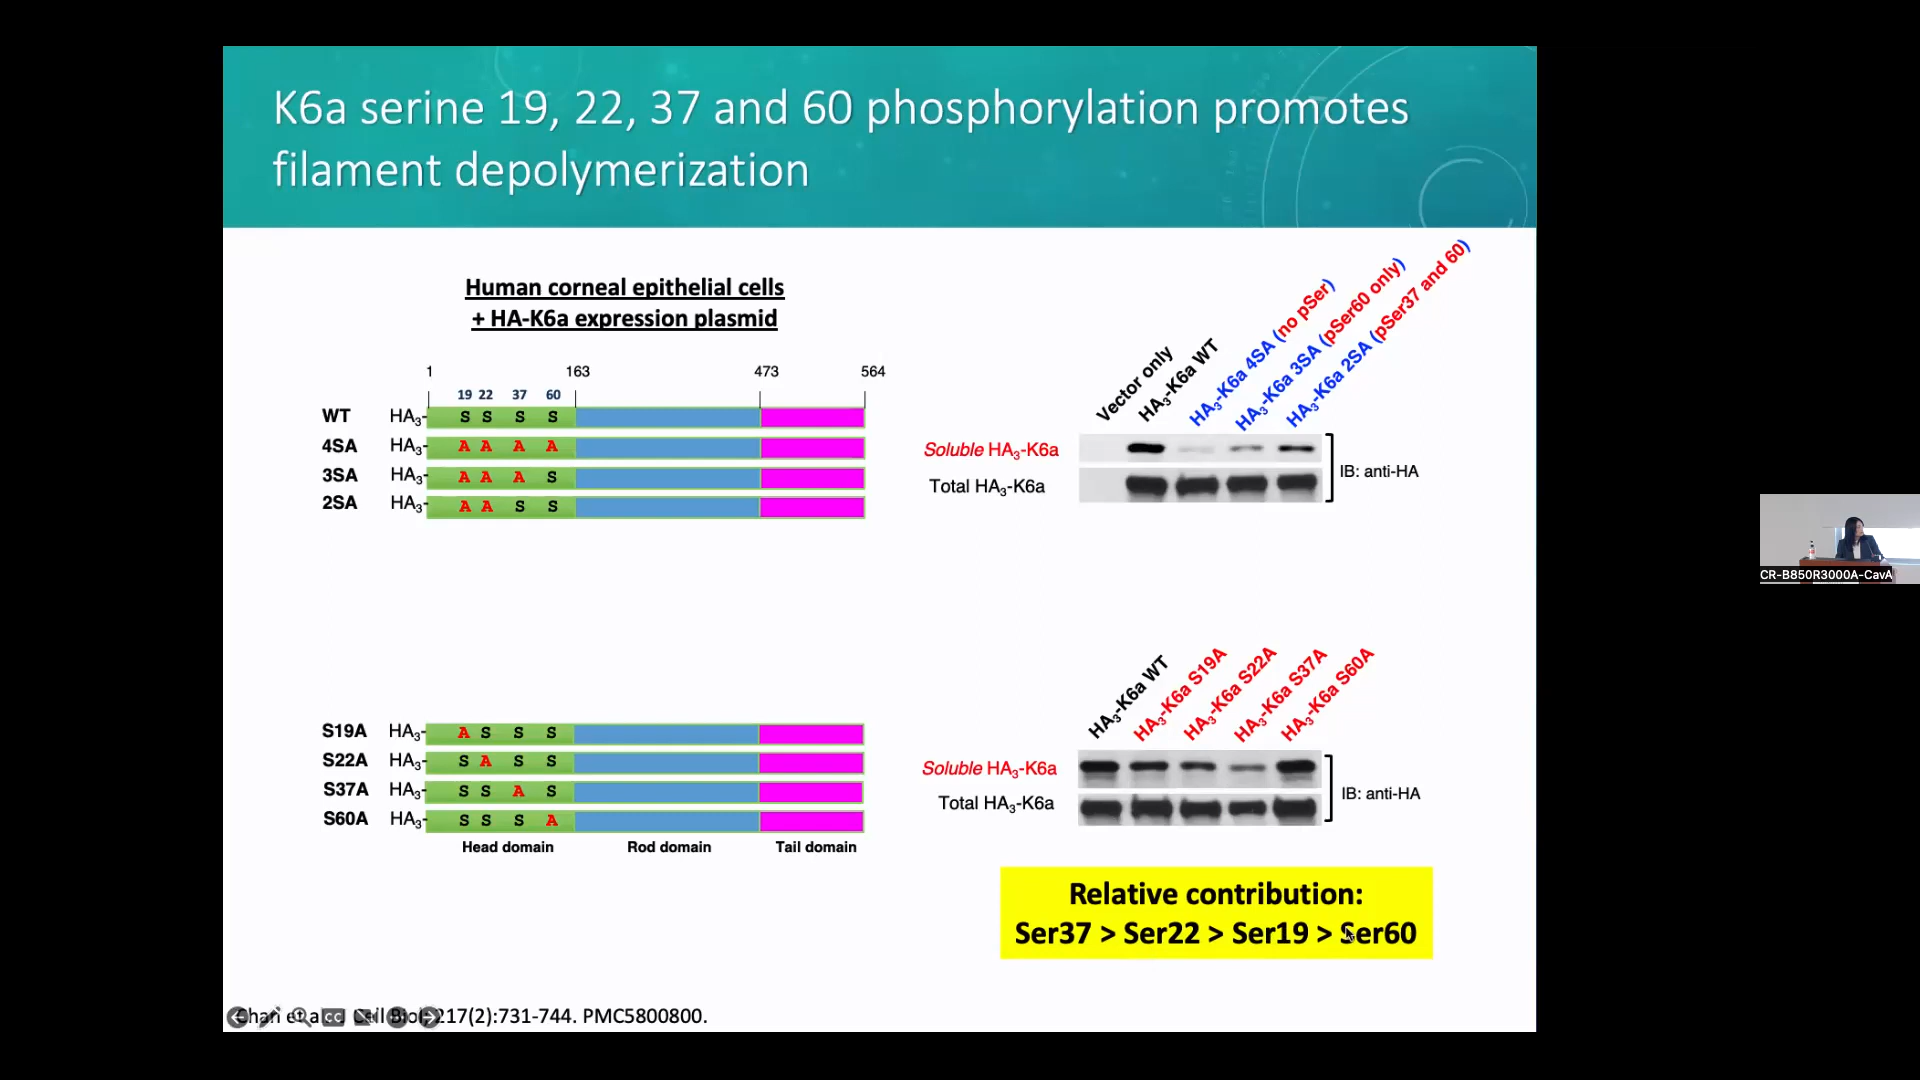 K6a serine 19, 22, 37 and 60 phosphorylation promotes
filament depolymerization
Human corneal epithelial cells
+ HA-K6a expression plasmid
1 163 473 564
19 22 37 60
WT HA3- S S S S
4SA HA3- A A A A
3SA HA3- A A A S
2SA HA3- A A S S
Vector only
HA3-K6a WT
HA3-K6a 4SA (no pSer)
HA3-K6a 3SA (pSer60 only)
HA3-K6a 2SA (pSer37 and 60)
Soluble HA3-K6a
Total HA3-K6a
IB: anti-HA
S19A HA3- A S S S
S22A HA3- S A S S
S37A HA3- S S A S
S60A HA3- S S S A
Head domain Rod domain Tail domain
HA3-K6a WT
HA3-K6a S19A
HA3-K6a S22A
HA3-K6a S37A
HA3-K6a S60A
Soluble HA3-K6a
Total HA3-K6a
IB: anti-HA
Relative contribution:
Ser37 > Ser22 > Ser19 > Ser60
Cell Biol 217(2):731-744. PMC5800800.
CR-B850R3000A-CavA